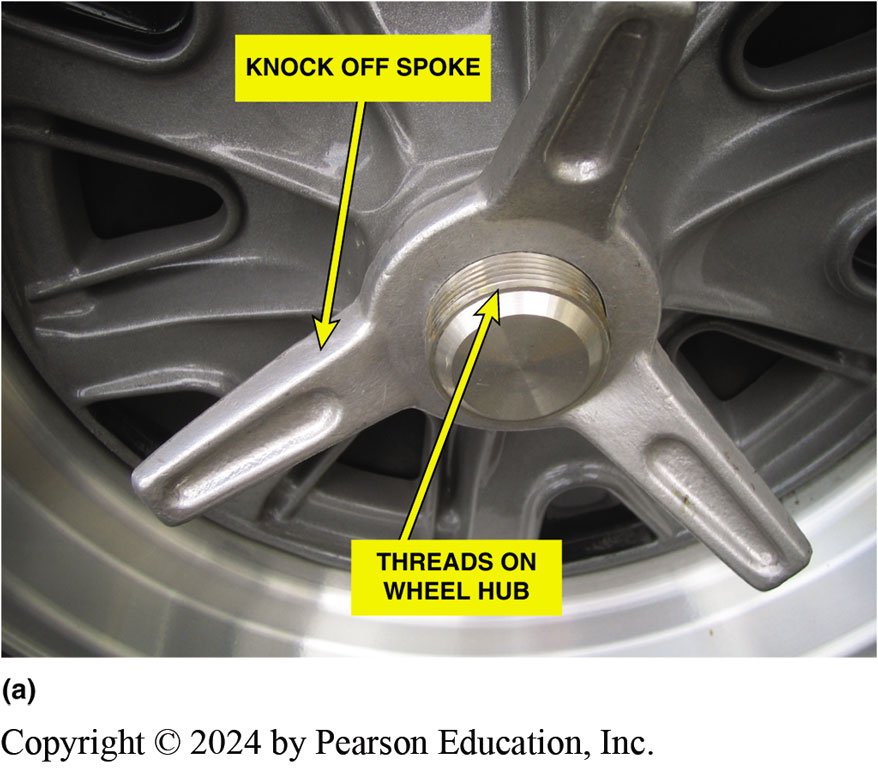 KNOCK OFF SPOKE
THREADS ON
WHEEL HUB
(a)
Copyright © 2024 by Pearson Education, Inc.